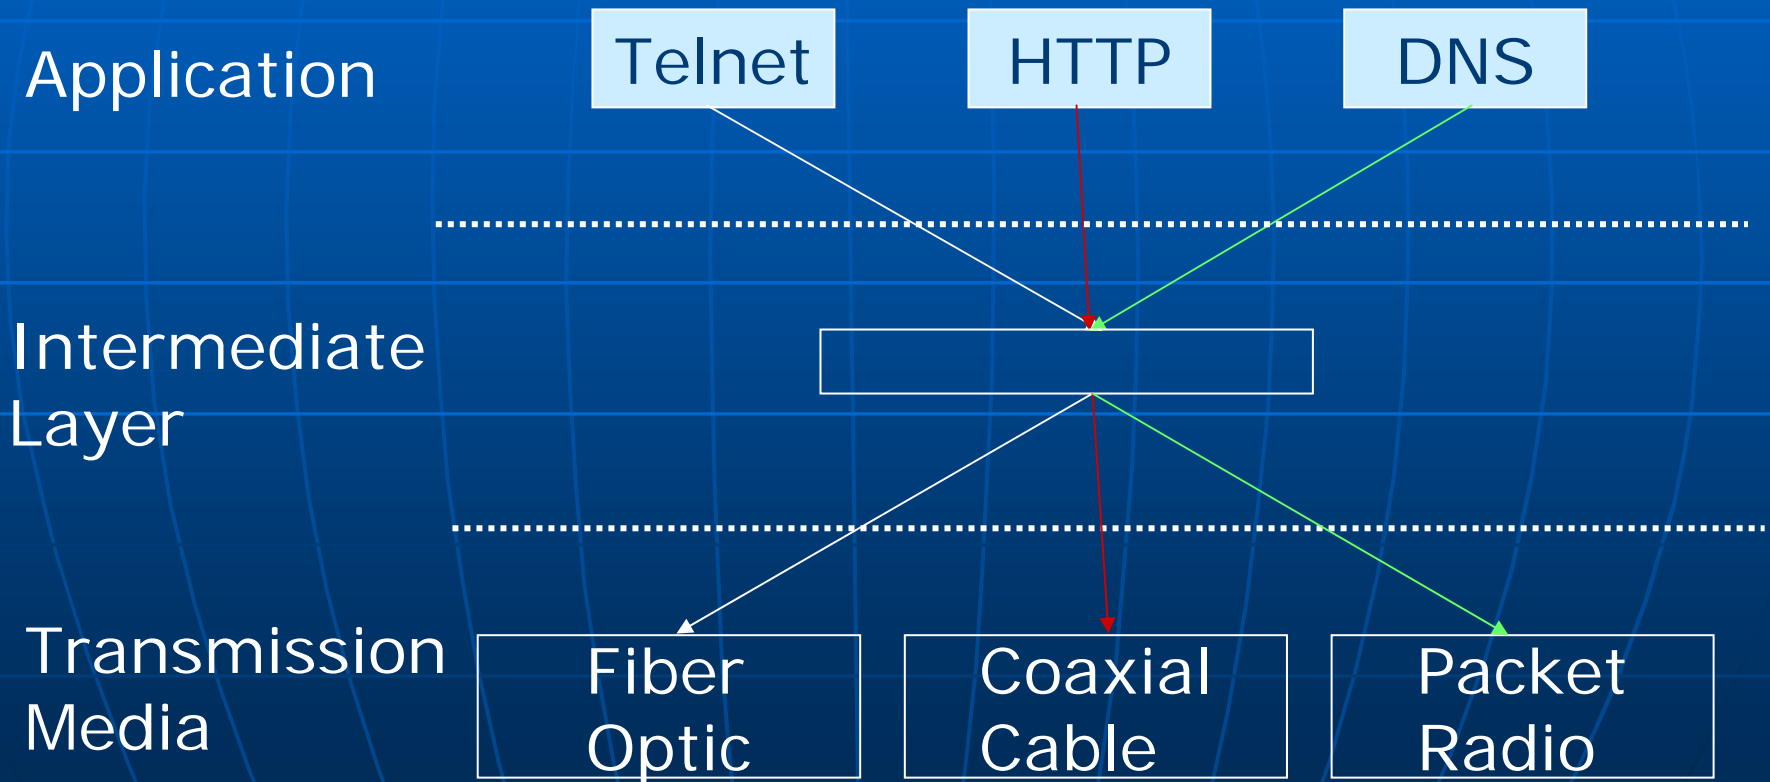 Application
Telnet
HTTP
DNS
Intermediate
Layer
Transmission
Media
Fiber
Optic
Coaxial
Cable
Packet
Radio